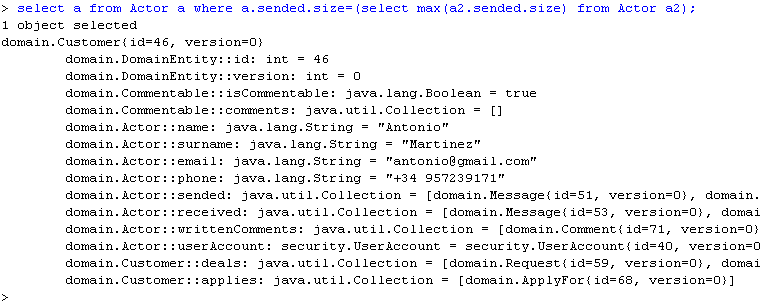 > select a from Actor a where a.sended.size=(select max(a2.sended.size) from Actor a2);
1 object selected
domain.Customer{id=46, version=0}
domain.DomainEntity::id: int = 46
domain.DomainEntity::version: int = 0
domain.Commentable::isCommentable: java.lang.Boolean = true
domain.Commentable::comments: java.util.Collection = []
domain.Actor::name: java.lang.String = "Antonio"
domain.Actor::surname: java.lang.String = "Martinez"
domain.Actor::email: java.lang.String = "antonio@gmail.com"
domain.Actor::phone: java.lang.String = "+34 957239171"
domain.Actor::sended: java.util.Collection = [domain.Message{id=51, version=0}, domain.
domain.Actor::received: java.util.Collection = [domain.Message{id=53, version=0}, domai
domain.Actor::writtenComments: java.util.Collection = [domain.Comment{id=71, version=0}
domain.Actor::userAccount: security.UserAccount = security.UserAccount{id=40, version=0
domain.Customer::deals: java.util.Collection = [domain.Request{id=59, version=0}, domai
domain.Customer::applies: java.util.Collection = [domain.ApplyFor{id=68, version=0}]
>